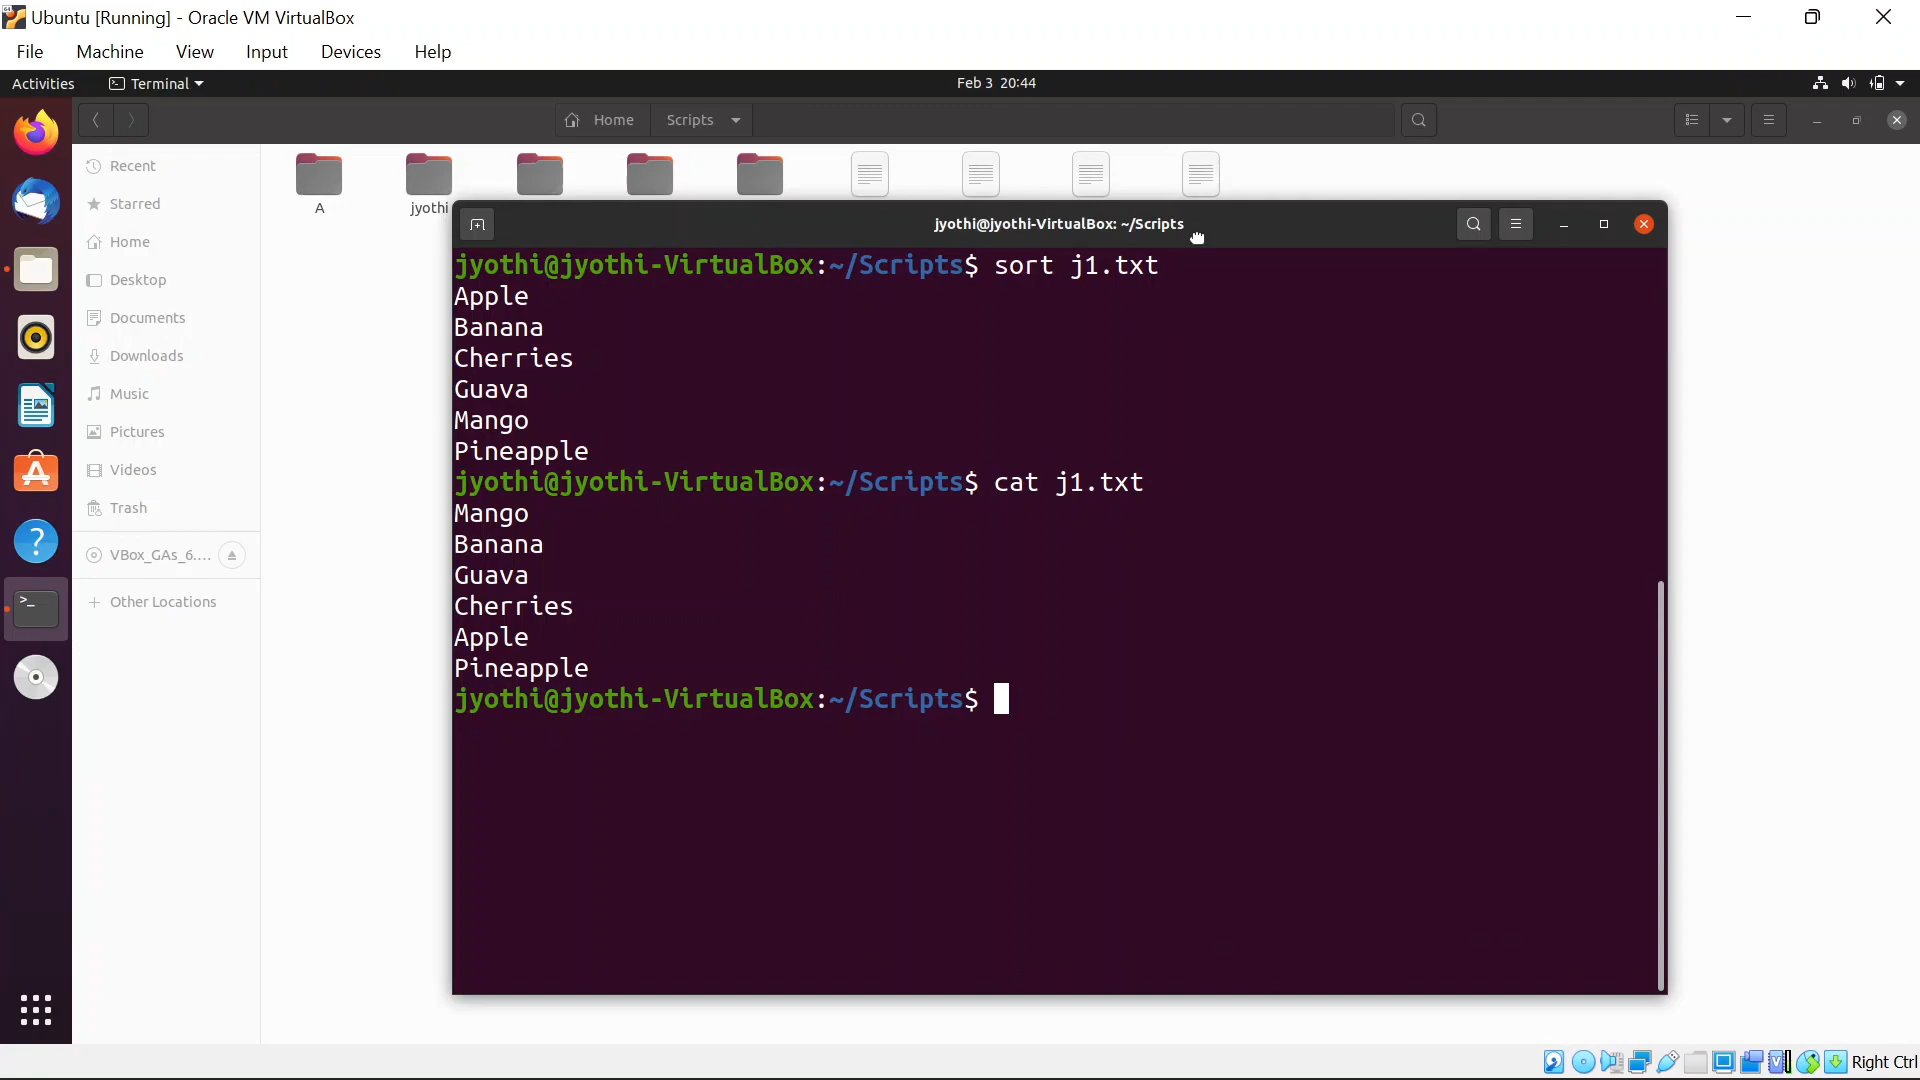 Ubuntu [Running] - Oracle VM VirtualBox
File Machine View Input Devices Help
Activities Terminal Feb 3 20:44
Home Scripts
Recent
Starred
Home
Desktop
Documents
Downloads
Music
Pictures
Videos
Trash
VBox_GAs_6....
+ Other Locations
A jyothi
jyothi@jyothi-VirtualBox: ~/Scripts
jyothi@jyothi-VirtualBox:~/Scripts$ sort j1.txt
Apple
Banana
Cherries
Guava
Mango
Pineapple
jyothi@jyothi-VirtualBox:~/Scripts$ cat j1.txt
Mango
Banana
Guava
Cherries
Apple
Pineapple
jyothi@jyothi-VirtualBox:~/Scripts$
Right Ctrl